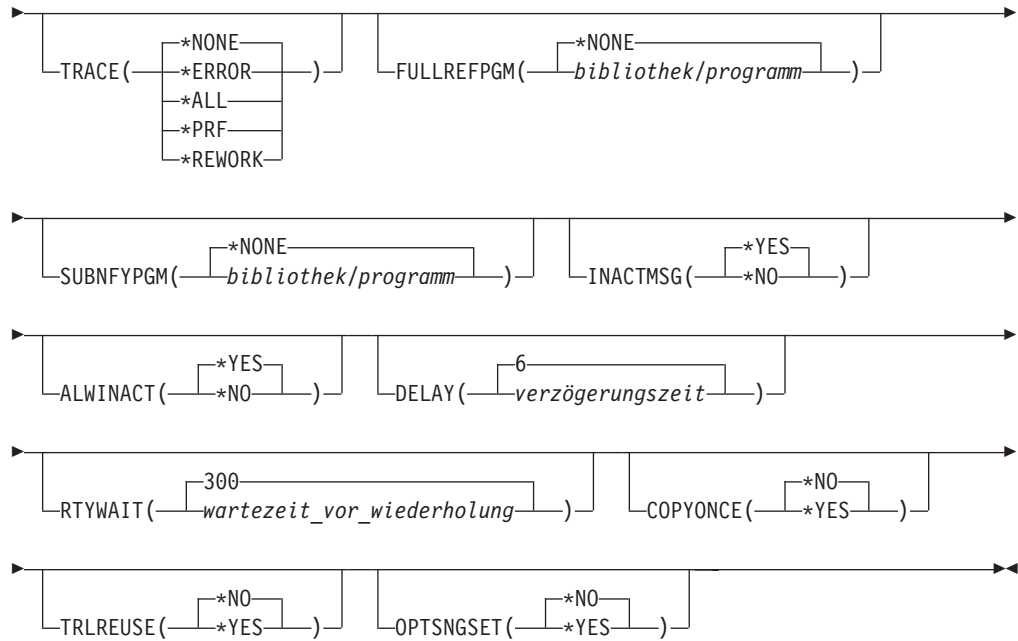 *NONE *NONE
TRACE( *ERROR ) FULLREFPGM( bibliothek/programm )
*ALL
*PRF
*REWORK
*NONE *YES
SUBNFYPGM( bibliothek/programm ) INACTMSG( *NO )
*YES 6
ALWINACT( *NO ) DELAY( verzögerungszeit )
300 *NO
RTYWAIT( wartezeit_vor_wiederholung ) COPYONCE( *YES )
*NO *NO
TRLREUSE( *YES ) OPTSNGSET( *YES )